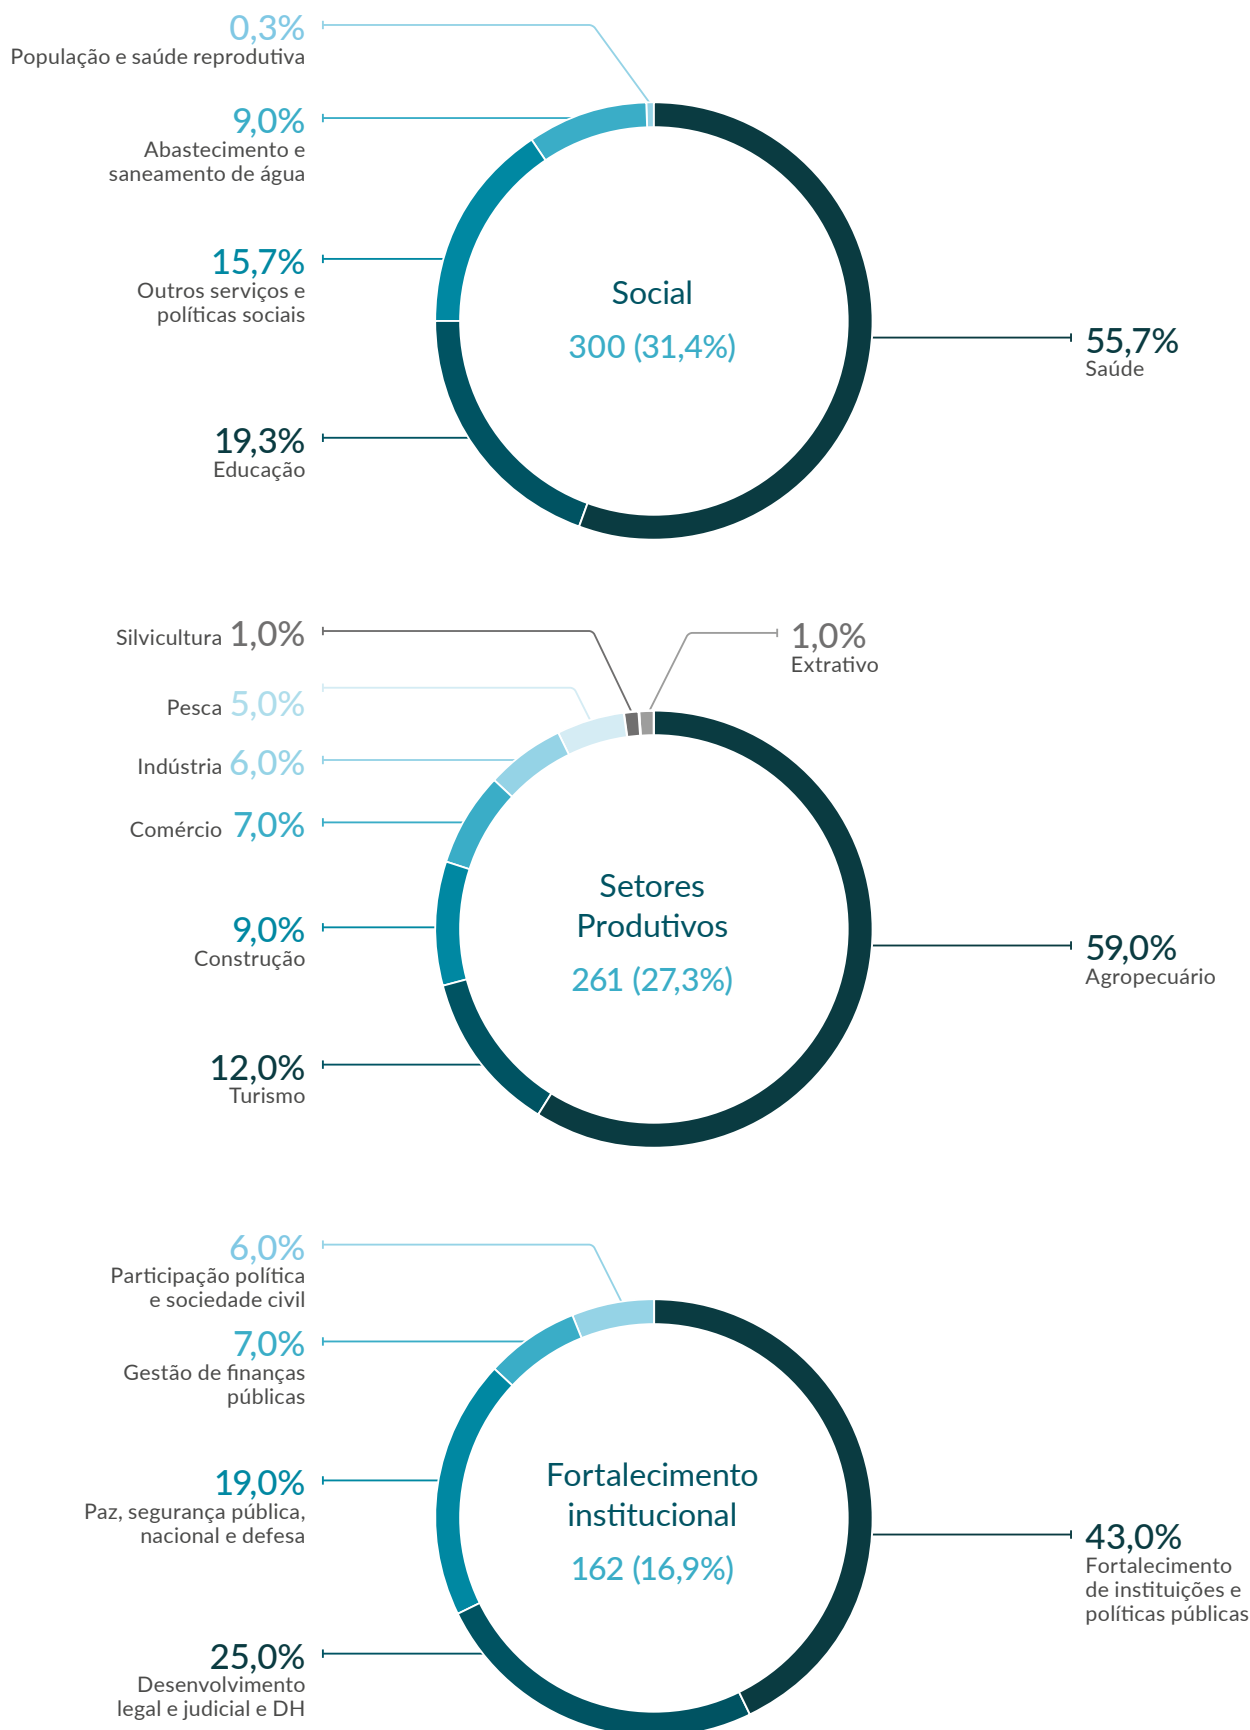 0,3%
População e saúde reprodutiva
9,0%
Abastecimento e
saneamento de água
15,7%
Outros serviços e
políticas sociais
19,3%
Educação
Social
300 (31,4%)
55,7%
Saúde
Silvicultura 1,0%
1,0%
Extrativo
Pesca 5,0%
Indústria 6,0%
Comércio 7,0%
9,0%
Construção
12,0%
Turismo
Setores
Produtivos
261 (27,3%)
59,0%
Agropecuário
6,0%
Participação política
e sociedade civil
7,0%
Gestão de finanças
públicas
19,0%
Paz, segurança pública,
nacional e defesa
25,0%
Desenvolvimento
legal e judicial e DH
Fortalecimento
institucional
162 (16,9%)
43,0%
Fortalecimento
de instituições e
políticas públicas